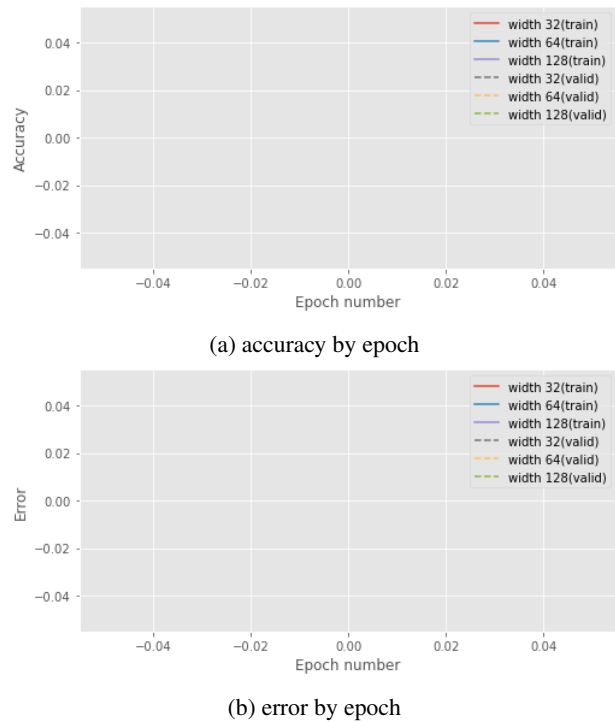 0.04
0.02
0.00
−0.02
−0.04
Accuracy
width 32(train)
width 64(train)
width 128(train)
width 32(valid)
width 64(valid)
width 128(valid)
−0.04 −0.02 0.00 0.02 0.04
Epoch number
(a) accuracy by epoch
0.04
0.02
0.00
−0.02
−0.04
Error
width 32(train)
width 64(train)
width 128(train)
width 32(valid)
width 64(valid)
width 128(valid)
−0.04 −0.02 0.00 0.02 0.04
Epoch number
(b) error by epoch